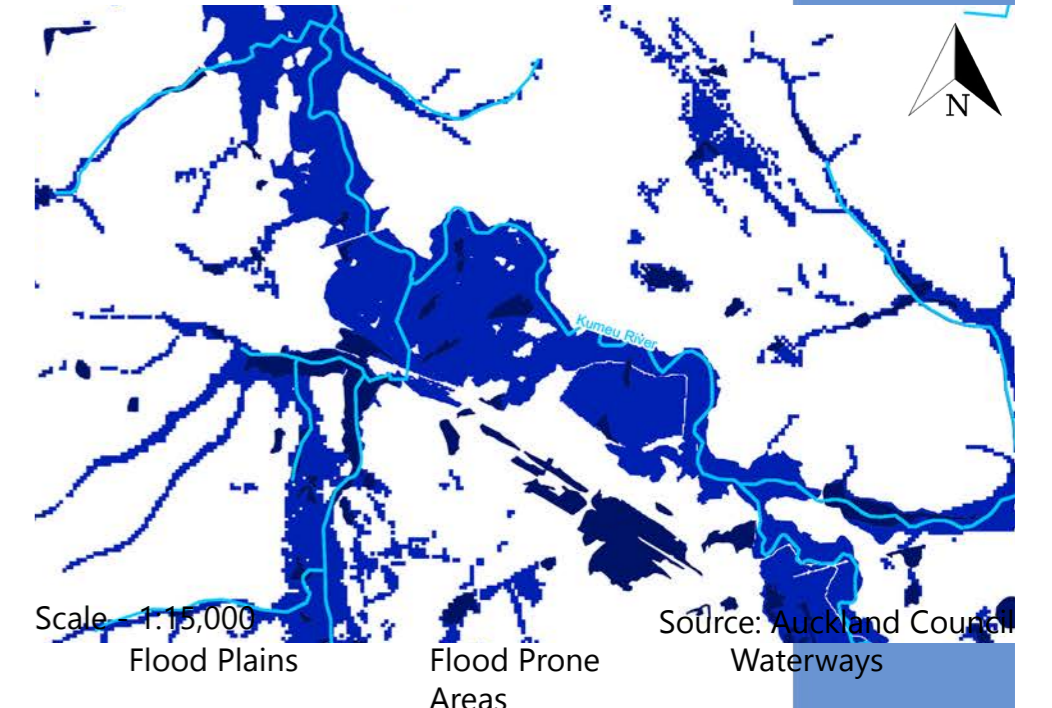 N
Kumeu River
Scale - 1:15,000
Source: Auckland Council
Flood Plains
Flood Prone
Areas
Waterways